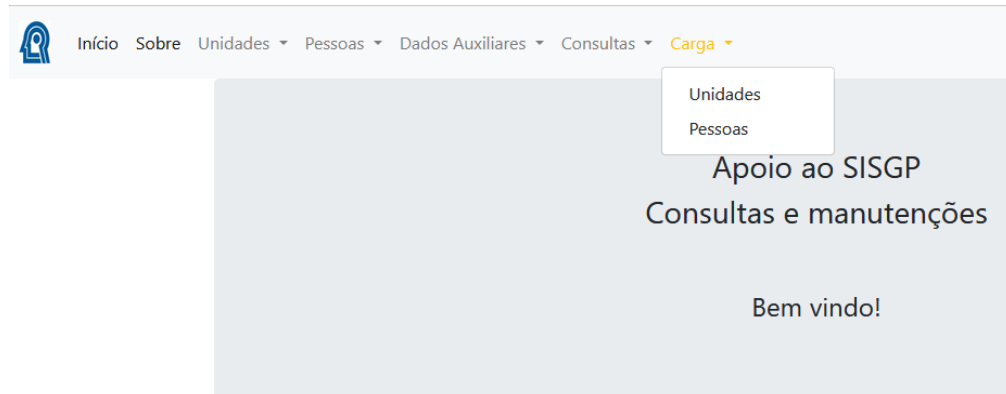 Início Sobre Unidades Pessoas Dados Auxiliares Consultas Carga
Unidades
Pessoas
Apoio ao SISGP
Consultas e manutenções
Bem vindo!